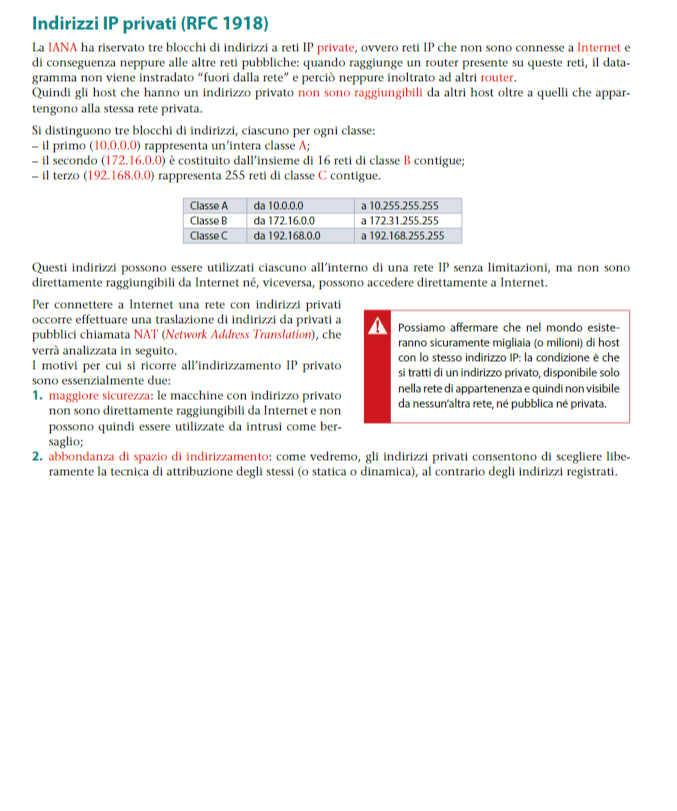 Indirizzi IP privati (RFC 1918)
La IANA ha riservato tre blocchi di indirizzi a reti IP private, ovvero reti IP che non sono connesse a Internet e
di conseguenza neppure alle altre reti pubbliche: quando raggiunge un router presente su queste reti, il data-
gramma non viene instradato “fuori dalla rete” e perciò neppure inoltrato ad altri router.
Quindi gli host che hanno un indirizzo privato non sono raggiungibili da altri host oltre a quelli che appar-
tengono alla stessa rete privata.
Si distinguono tre blocchi di indirizzi, ciascuno per ogni classe:
– il primo (10.0.0.0) rappresenta un’intera classe A;
– il secondo (172.16.0.0) è costituito dall’insieme di 16 reti di classe B contigue;
– il terzo (192.168.0.0) rappresenta 255 reti di classe C contigue.
Classe A da 10.0.0.0 a 10.255.255.255
Classe B da 172.16.0.0 a 172.31.255.255
Classe C da 192.168.0.0 a 192.168.255.255
Questi indirizzi possono essere utilizzati ciascuno all’interno di una rete IP senza limitazioni, ma non sono
direttamente raggiungibili da Internet né, viceversa, possono accedere direttamente a Internet.
Per connettere a Internet una rete con indirizzi privati
occorre effettuare una traslazione di indirizzi da privati a
pubblici chiamata NAT (Network Address Translation), che
verrà analizzata in seguito.
I motivi per cui si ricorre all’indirizzamento IP privato
sono essenzialmente due:
1. maggiore sicurezza: le macchine con indirizzo privato
non sono direttamente raggiungibili da Internet e non
possono quindi essere utilizzate da intrusi come ber-
saglio;
2. abbondanza di spazio di indirizzamento: come vedremo, gli indirizzi privati consentono di scegliere libe-
ramente la tecnica di attribuzione degli stessi (o statica o dinamica), al contrario degli indirizzi registrati.
Possiamo affermare che nel mondo esiste-
ranno sicuramente migliaia (o milioni) di host
con lo stesso indirizzo IP: la condizione è che
si tratti di un indirizzo privato, disponibile solo
nella rete di appartenenza e quindi non visibile
da nessun’altra rete, né pubblica né privata.